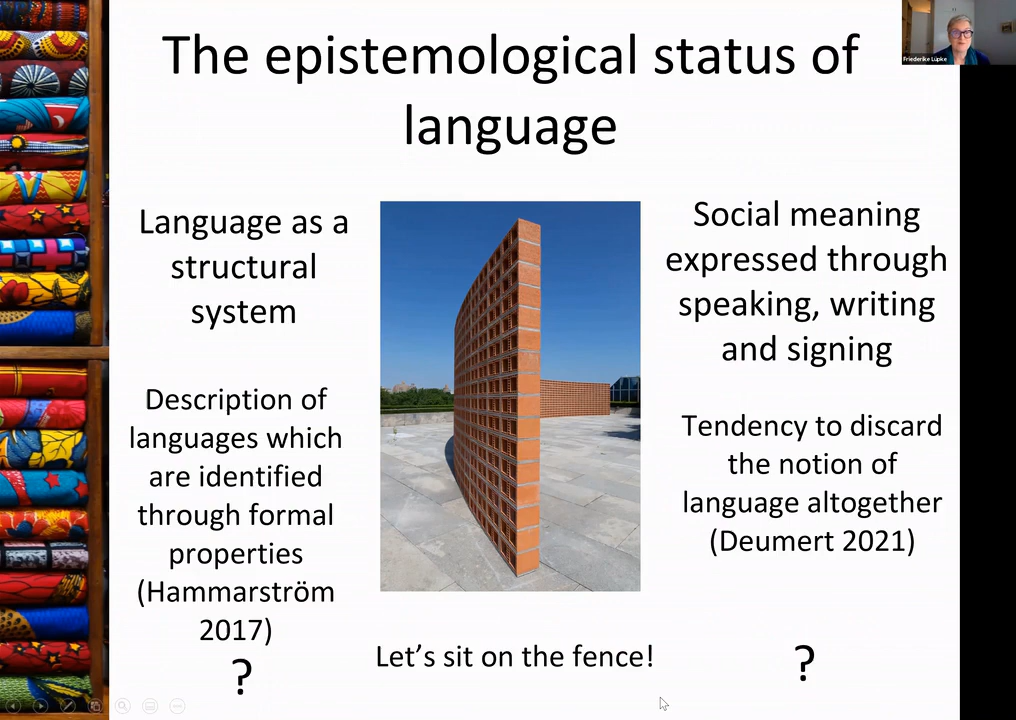 The epistemological status of
language
Friederike Lüpke
Language as a
structural
system
Description of
languages which
are identified
through formal
properties
(Hammarström
2017)
?
Let's sit on the fence!
Social meaning
expressed through
speaking, writing
and signing
Tendency to discard
the notion of
language altogether
(Deumert 2021)
?